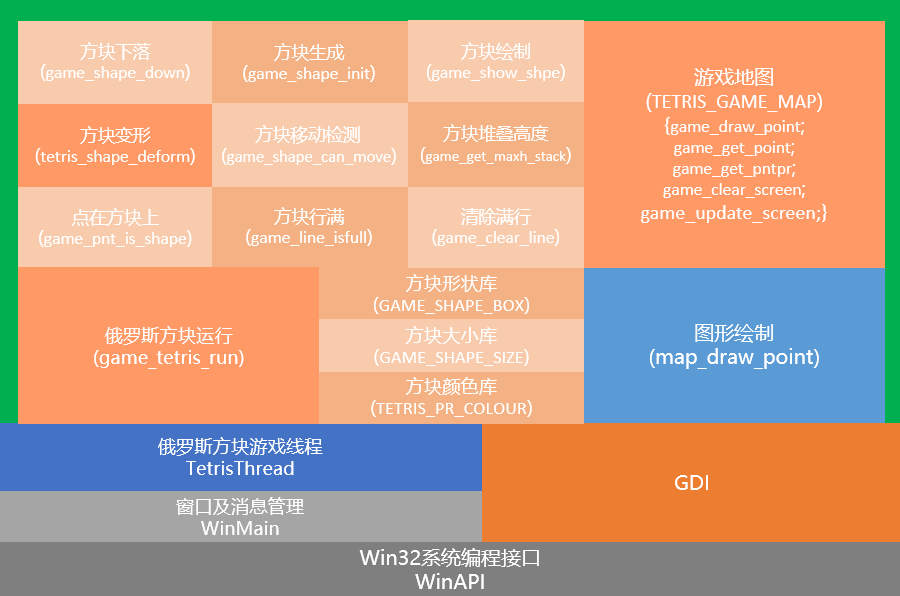 方块下落
(game_shape_down)
方块生成
(game_shape_init)
方块绘制
(game_show_shpe)
游戏地图
(TETRIS_GAME_MAP)
{game_draw_point;
game_get_point;
game_get_pntpr;
game_clear_screen;
game_update_screen;}
方块变形
(tetris_shape_deform)
方块移动检测
(game_shape_can_move)
方块堆叠高度
(game_get_maxh_stack)
点在方块上
(game_pnt_is_shape)
方块行满
(game_line_isfull)
清除满行
(game_clear_line)
俄罗斯方块运行
(game_tetris_run)
方块形状库
(GAME_SHAPE_BOX)
方块大小库
(GAME_SHAPE_SIZE)
方块颜色库
(TETRIS_PR_COLOUR)
图形绘制
(map_draw_point)
俄罗斯方块游戏线程
TetrisThread
窗口及消息管理
WinMain
GDI
Win32系统编程接口
WinAPI